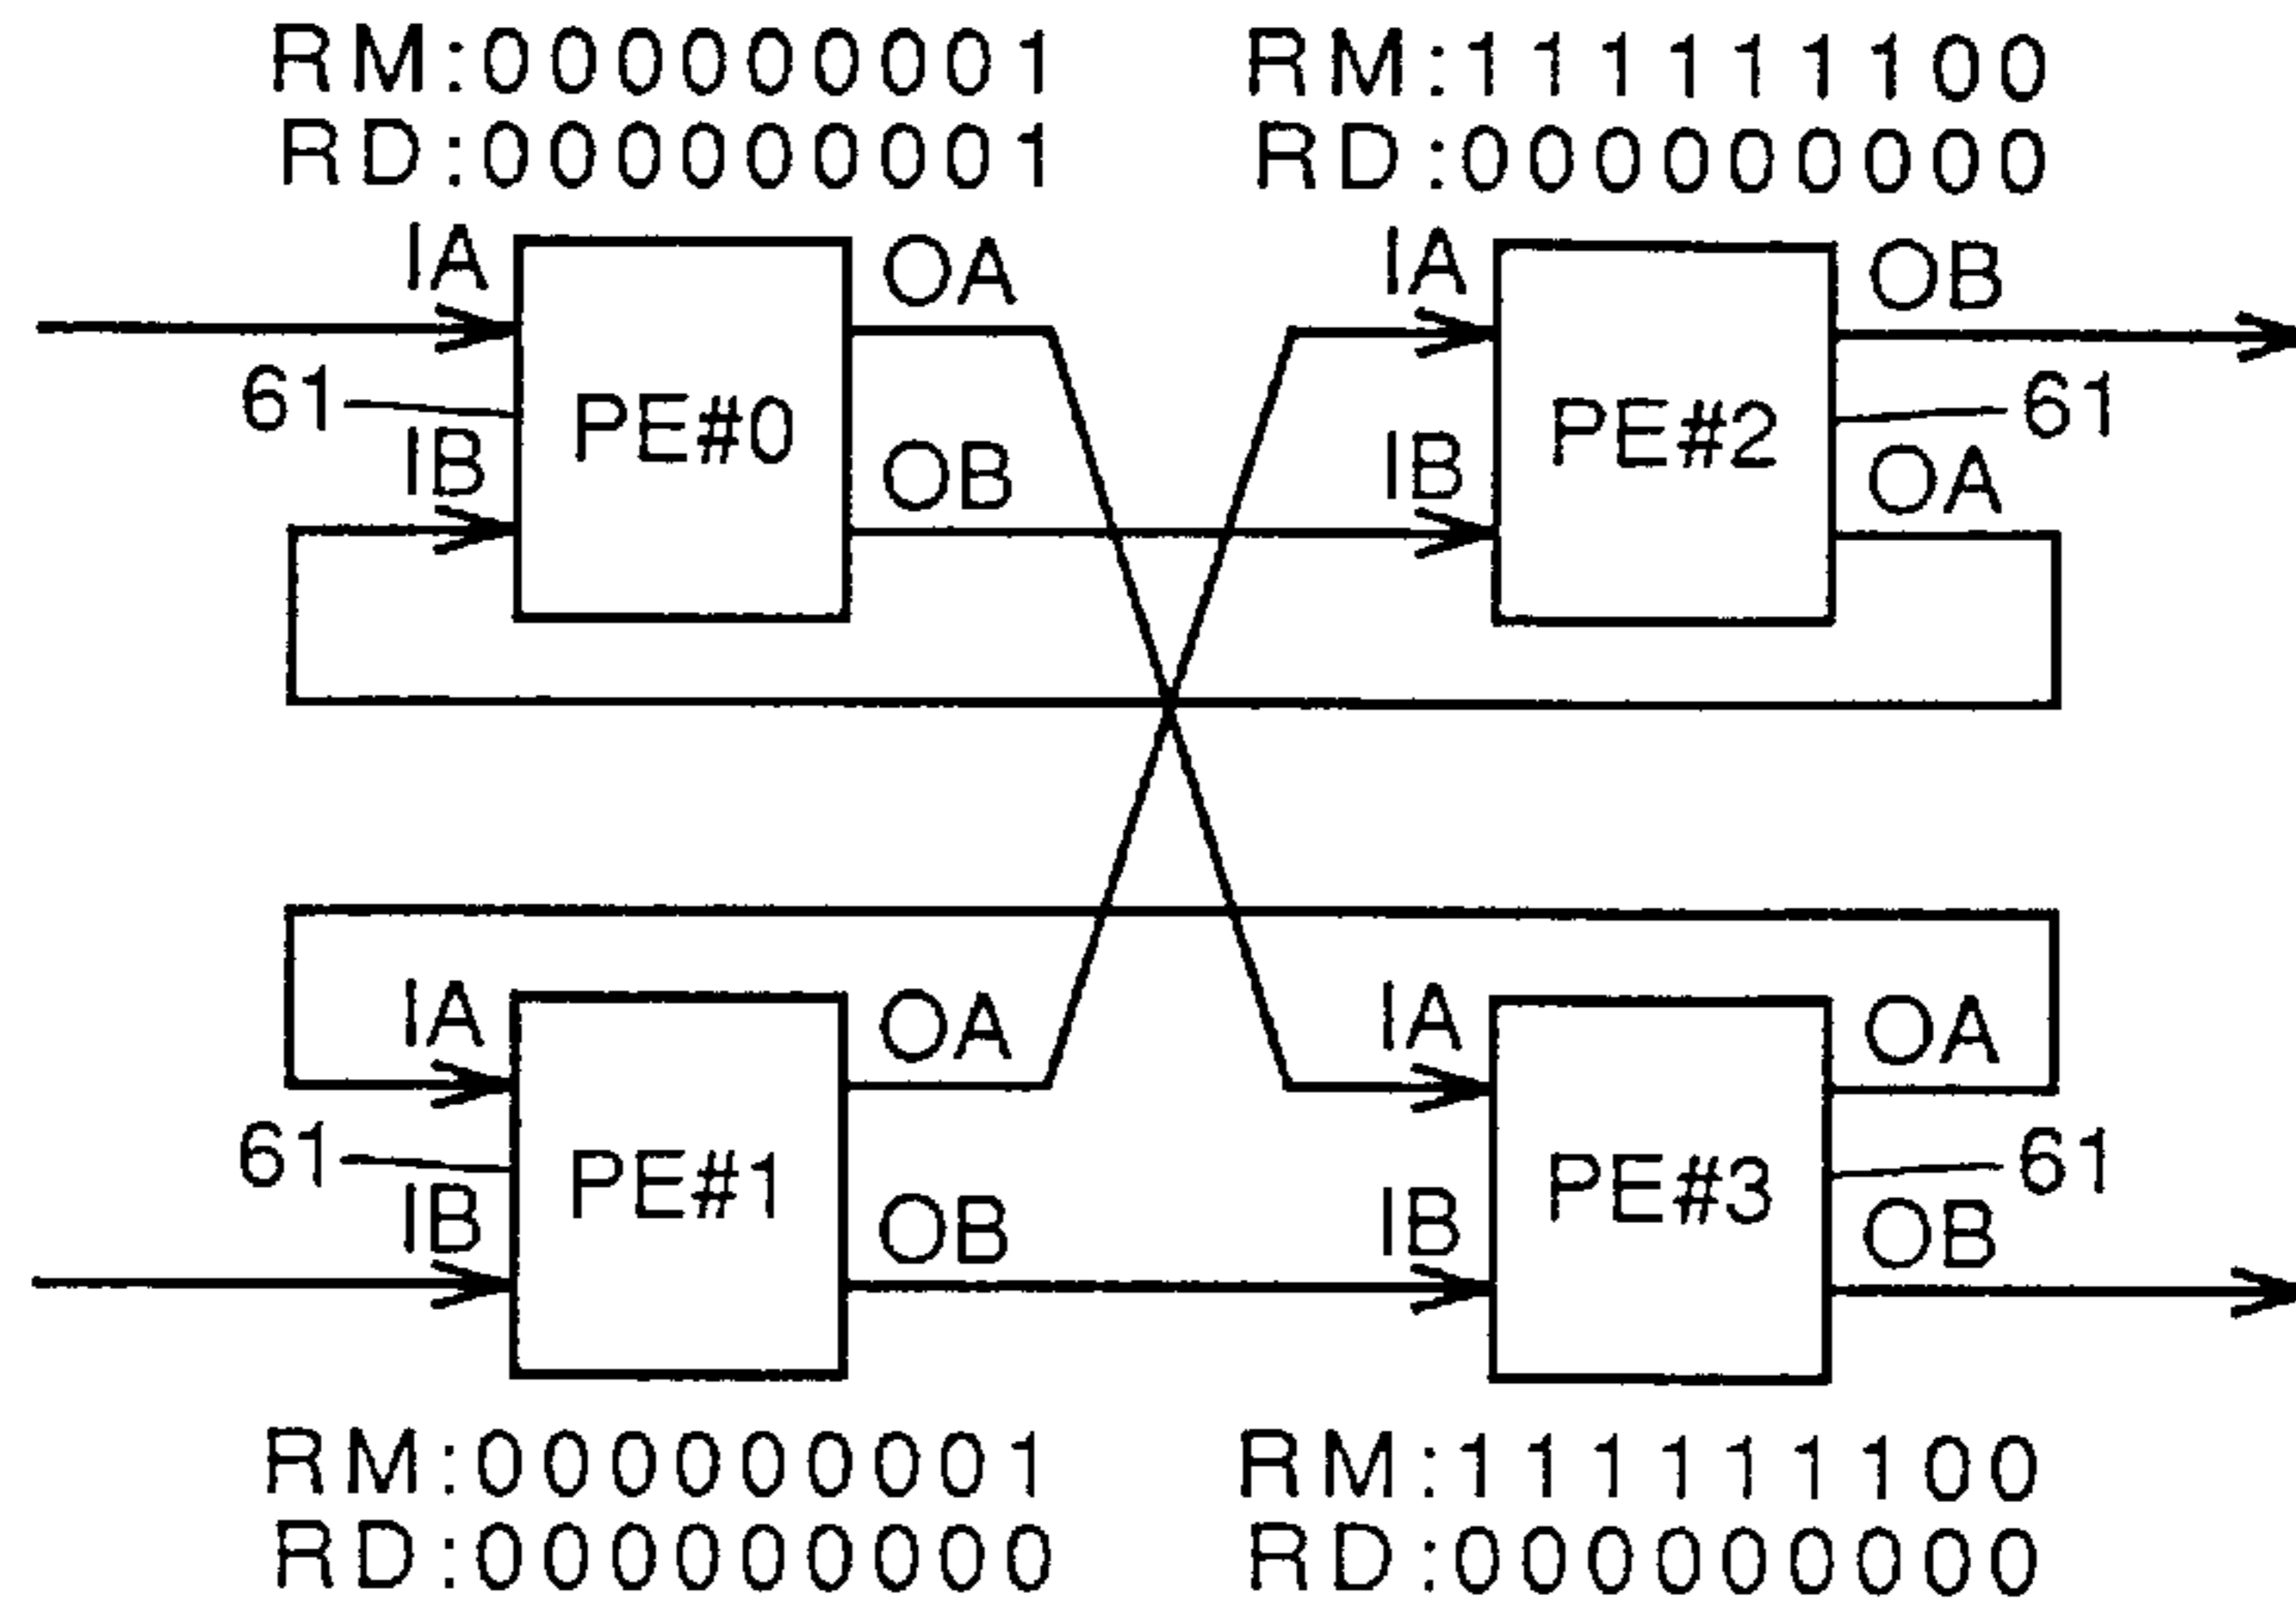 RM:000000001
RD:000000001
RM:111111100
RD:000000000
IA
OA
61
IB
PE#0
OB
IA
OB
IB
PE#2
61
OA
IA
OA
61
IB
PE#1
OB
IA
OA
IB
PE#3
61
OB
RM:000000001
RD:000000000
RM:111111100
RD:000000000